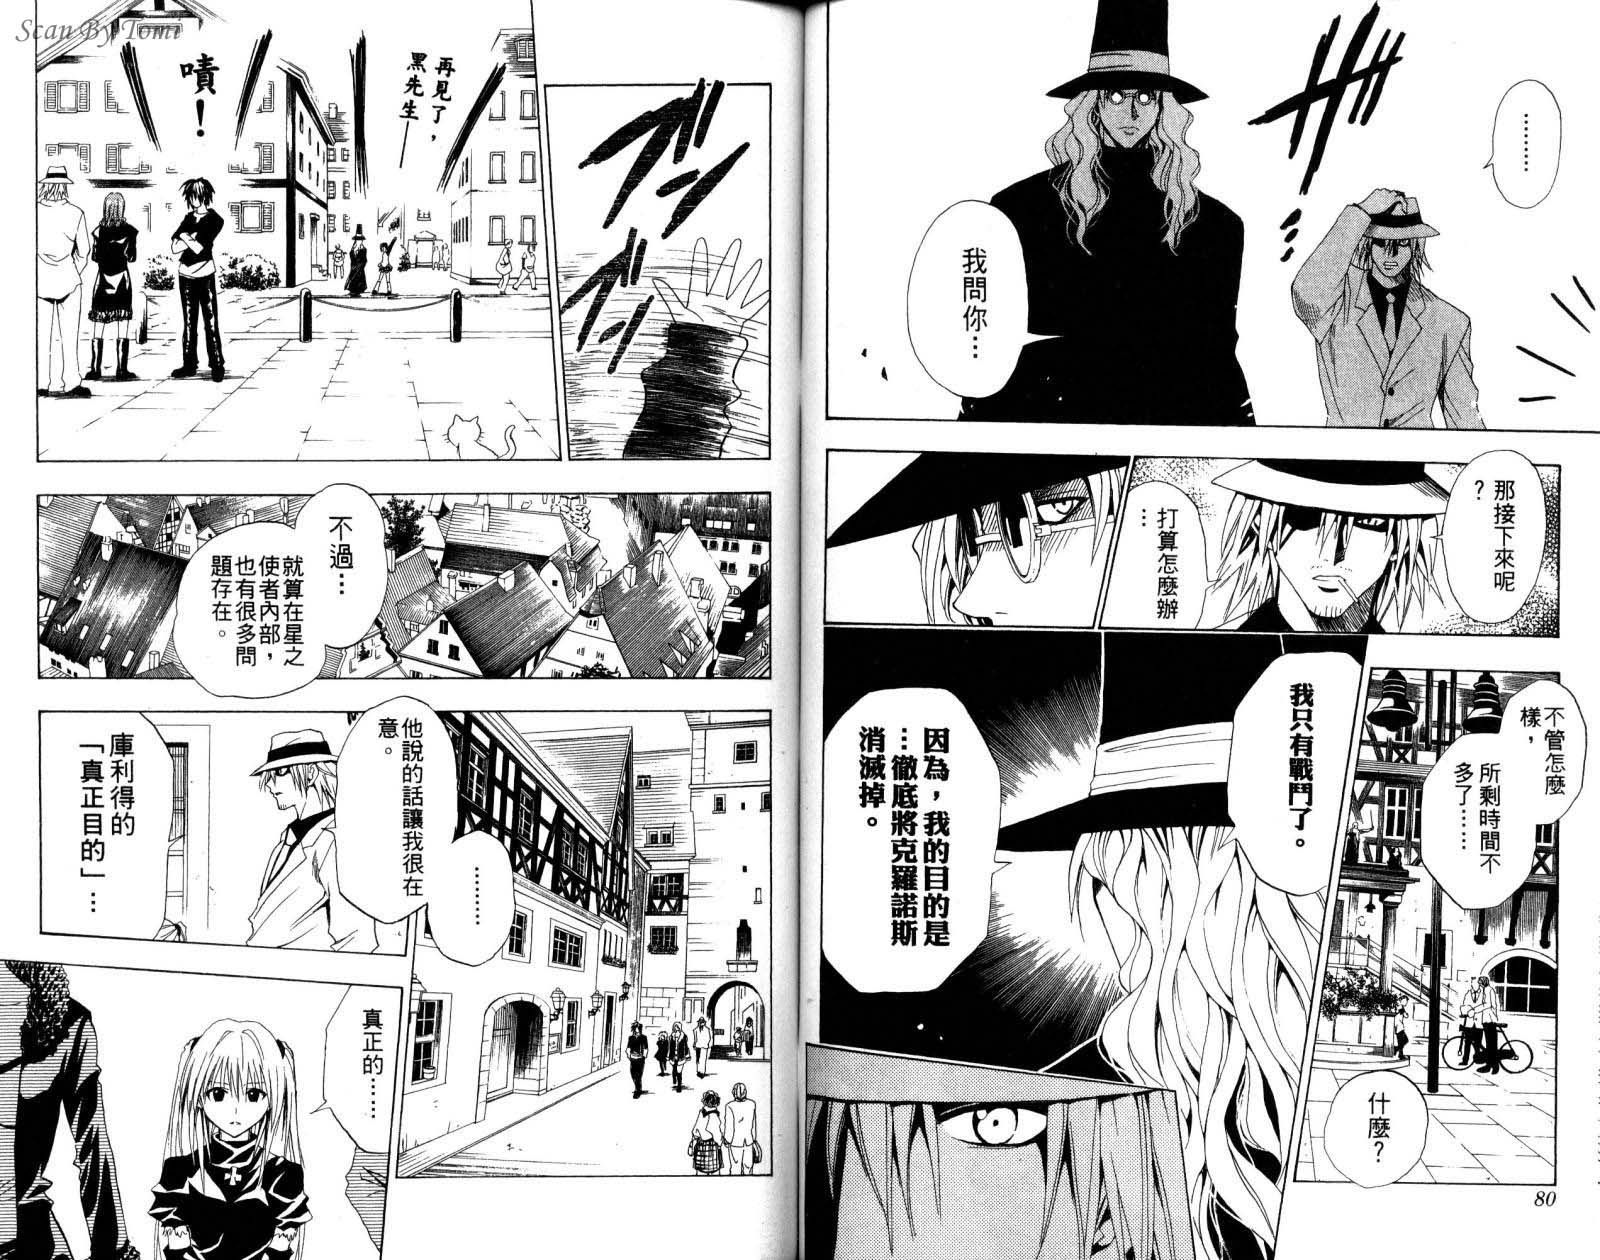 Scan By Tomi
………
我問你…
那接下來呢
？
打算怎麼辦
…
不管怎麼
樣，
所剩時間不
多了……
什麼？
我只有戰鬥了。
因為，我的目的是
…徹底將克羅諾斯
消滅掉。
80
再見了，
黑先生──
嘖！
不過…
就算在星之
使者內部，
也有很多問
題存在。
………
他說的話讓我很在
意。
庫利得的
「真正目的」…
真正的……